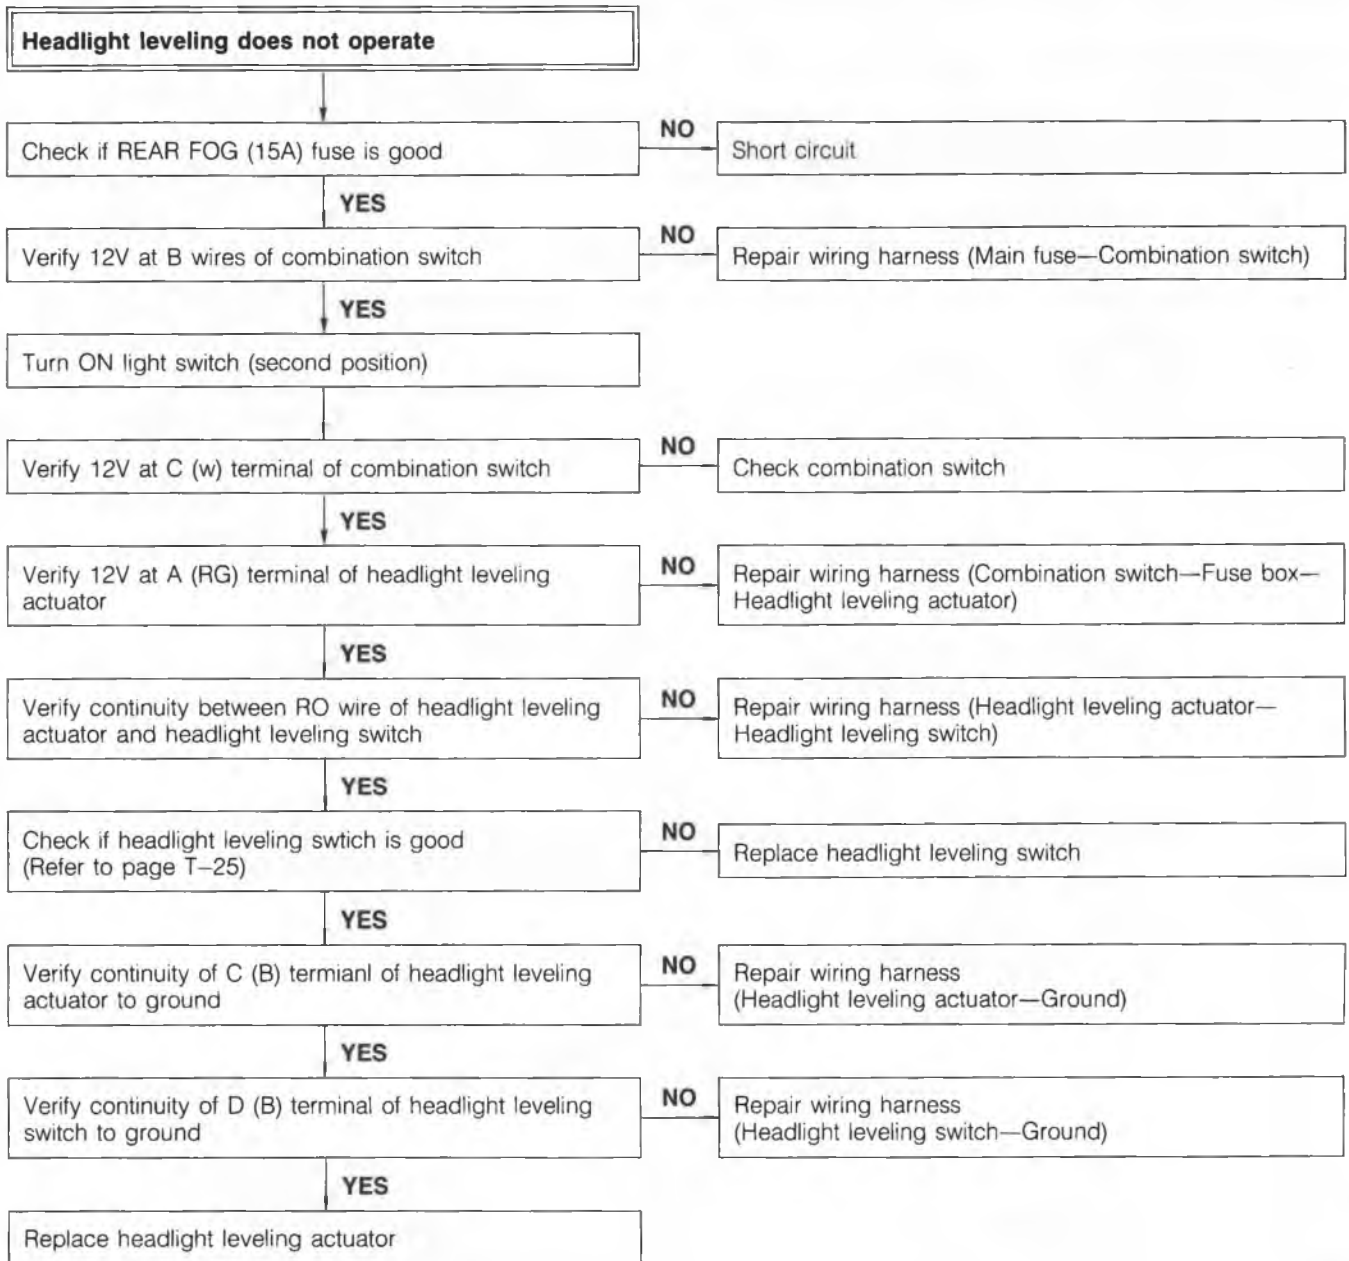 Headlight leveling does not operate
Check if REAR FOG (15A) fuse is good
NO
Short circuit
YES
Verify 12V at B wires of combination switch
NO
Repair wiring harness (Main fuse—Combination switch)
YES
Turn ON light switch (second position)
Verify 12V at C (w) terminal of combination switch
NO
Check combination switch
YES
Verify 12V at A (RG) terminal of headlight leveling
actuator
NO
Repair wiring harness (Combination switch—Fuse box—
Headlight leveling actuator)
YES
Verify continuity between RO wire of headlight leveling
actuator and headlight leveling switch
NO
Repair wiring harness (Headlight leveling actuator—
Headlight leveling switch)
YES
Check if headlight leveling swtich is good
(Refer to page T–25)
NO
Replace headlight leveling switch
YES
Verify continuity of C (B) termianl of headlight leveling
actuator to ground
NO
Repair wiring harness
(Headlight leveling actuator—Ground)
YES
Verify continuity of D (B) terminal of headlight leveling
switch to ground
NO
Repair wiring harness
(Headlight leveling switch—Ground)
YES
Replace headlight leveling actuator